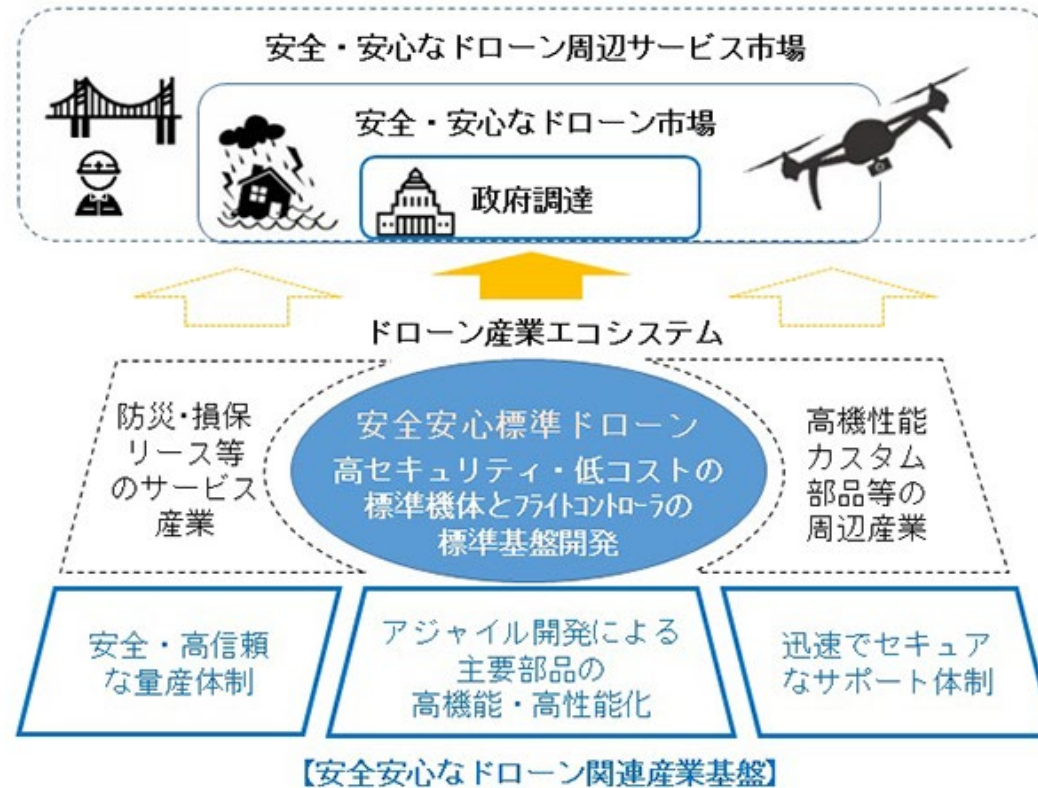 安全・安心なドローン周辺サービス市場
安全・安心なドローン市場
政府調達
ドローン産業エコシステム
防災・損保
リース等
のサービス
産業
安全安心標準ドローン
高セキュリティ・低コストの
標準機体とﾌﾗｲﾄｺﾝﾄﾛｰﾗの
標準基盤開発
高機性能
カスタム
部品等の
周辺産業
安全・高信頼
な量産体制
アジャイル開発による
主要部品の
高機能・高性能化
迅速でセキュア
なサポート体制
【安全安心なドローン関連産業基盤】